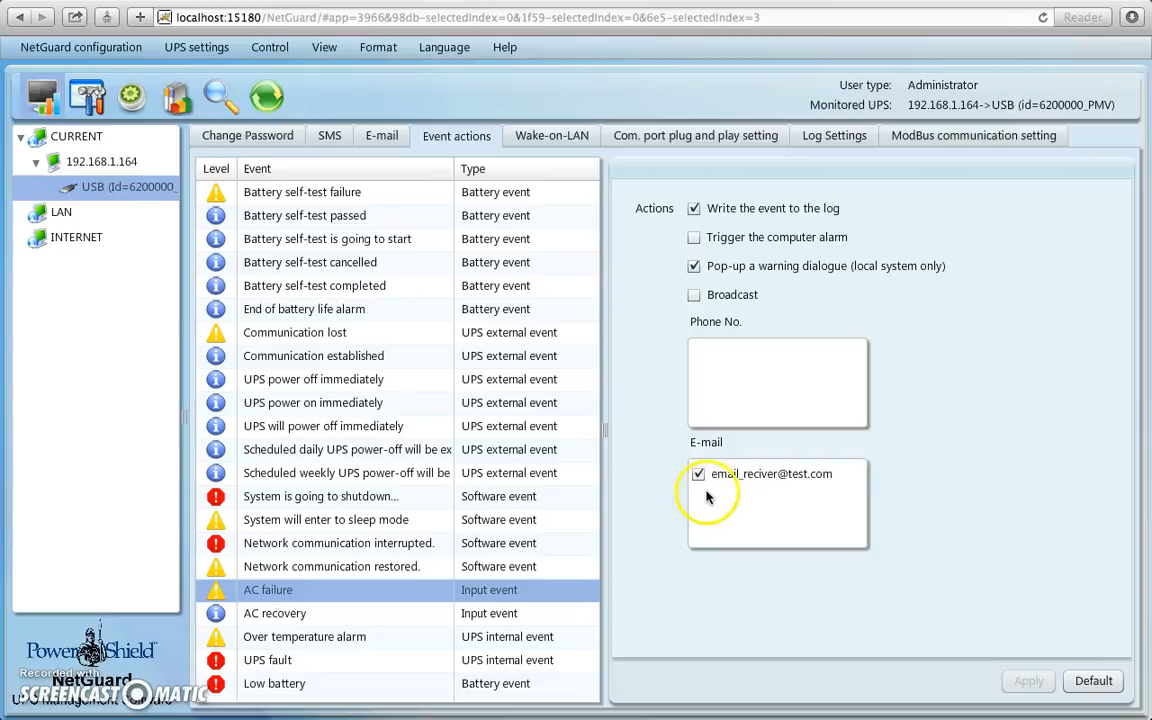 localhost:15180/NetGuard/#app=3966&98db-selectedIndex=0&1f59-selectedIndex=0&6e5-selectedIndex=3
Reader
NetGuard configuration UPS settings Control View Format Language Help
User type: Administrator
Monitored UPS: 192.168.1.164->USB (id=6200000_PMV)
CURRENT
192.168.1.164
USB (Id=6200000_
LAN
INTERNET
Change Password SMS E-mail Event actions Wake-on-LAN Com. port plug and play setting Log Settings ModBus communication setting
Level Event Type
Battery self-test failure Battery event
Battery self-test passed Battery event
Battery self-test is going to start Battery event
Battery self-test cancelled Battery event
Battery self-test completed Battery event
End of battery life alarm Battery event
Communication lost UPS external event
Communication established UPS external event
UPS power off immediately UPS external event
UPS power on immediately UPS external event
UPS will power off immediately UPS external event
Scheduled daily UPS power-off will be ex UPS external event
Scheduled weekly UPS power-off will be UPS external event
System is going to shutdown... Software event
System will enter to sleep mode Software event
Network communication interrupted. Software event
Network communication restored. Software event
AC failure Input event
AC recovery Input event
Over temperature alarm UPS internal event
UPS fault UPS internal event
Low battery Battery event
Actions Write the event to the log
Trigger the computer alarm
Pop-up a warning dialogue (local system only)
Broadcast
Phone No.
E-mail
email_reciver@test.com
Apply Default
PowerShield
NetGuard
Recorded with
SCREENCAST MATIC